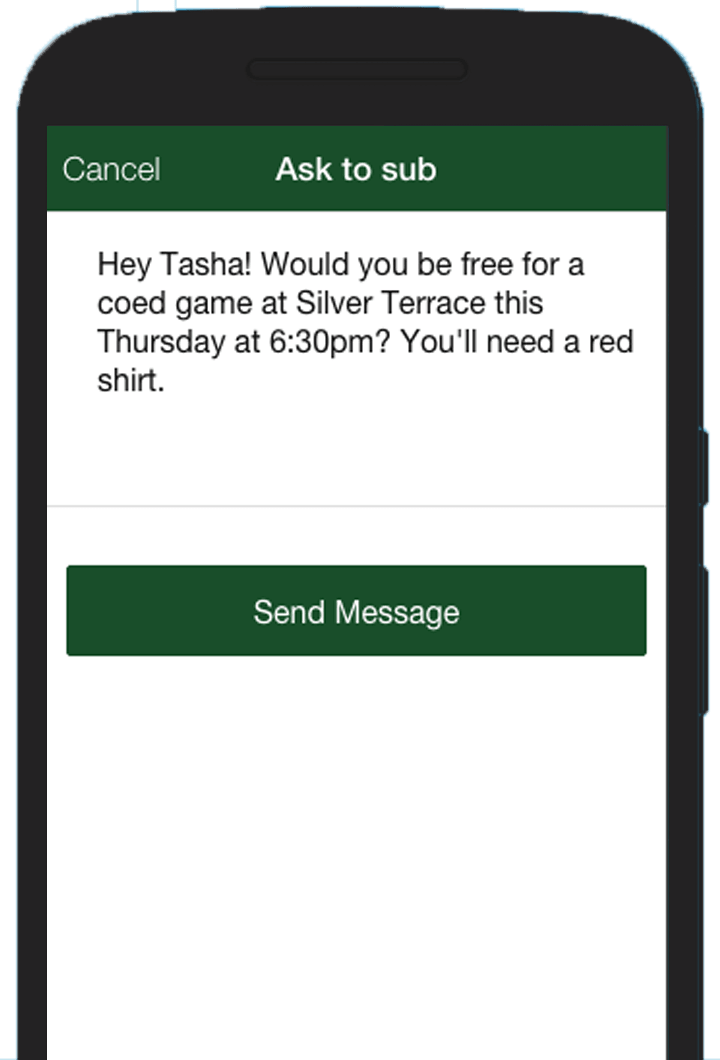 Cancel Ask to sub
Hey Tasha! Would you be free for a
coed game at Silver Terrace this
Thursday at 6:30pm? You'll need a red
shirt.
Send Message